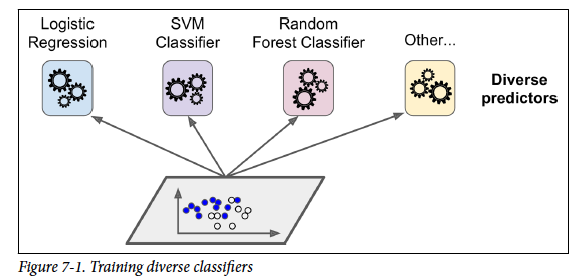 Logistic
Regression
SVM
Classifier
Random
Forest Classifier
Other...
Diverse
predictors
Figure 7-1. Training diverse classifiers